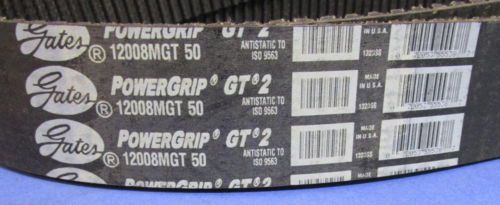 Gates
® 12008MGT 50
POWERGRIP® GT®2
ANTISTATIC TO
ISO 9563
IN U.S.A.
Gates
® 12008MGT 50
POWERGRIP® GT®2
ANTISTATIC TO
ISO 9563
MADE
IN U.S.A.
Gates
® 12008MGT 50
POWERGRIP® GT®2
ANTISTATIC TO
ISO 9563
MADE
IN U.S.A.